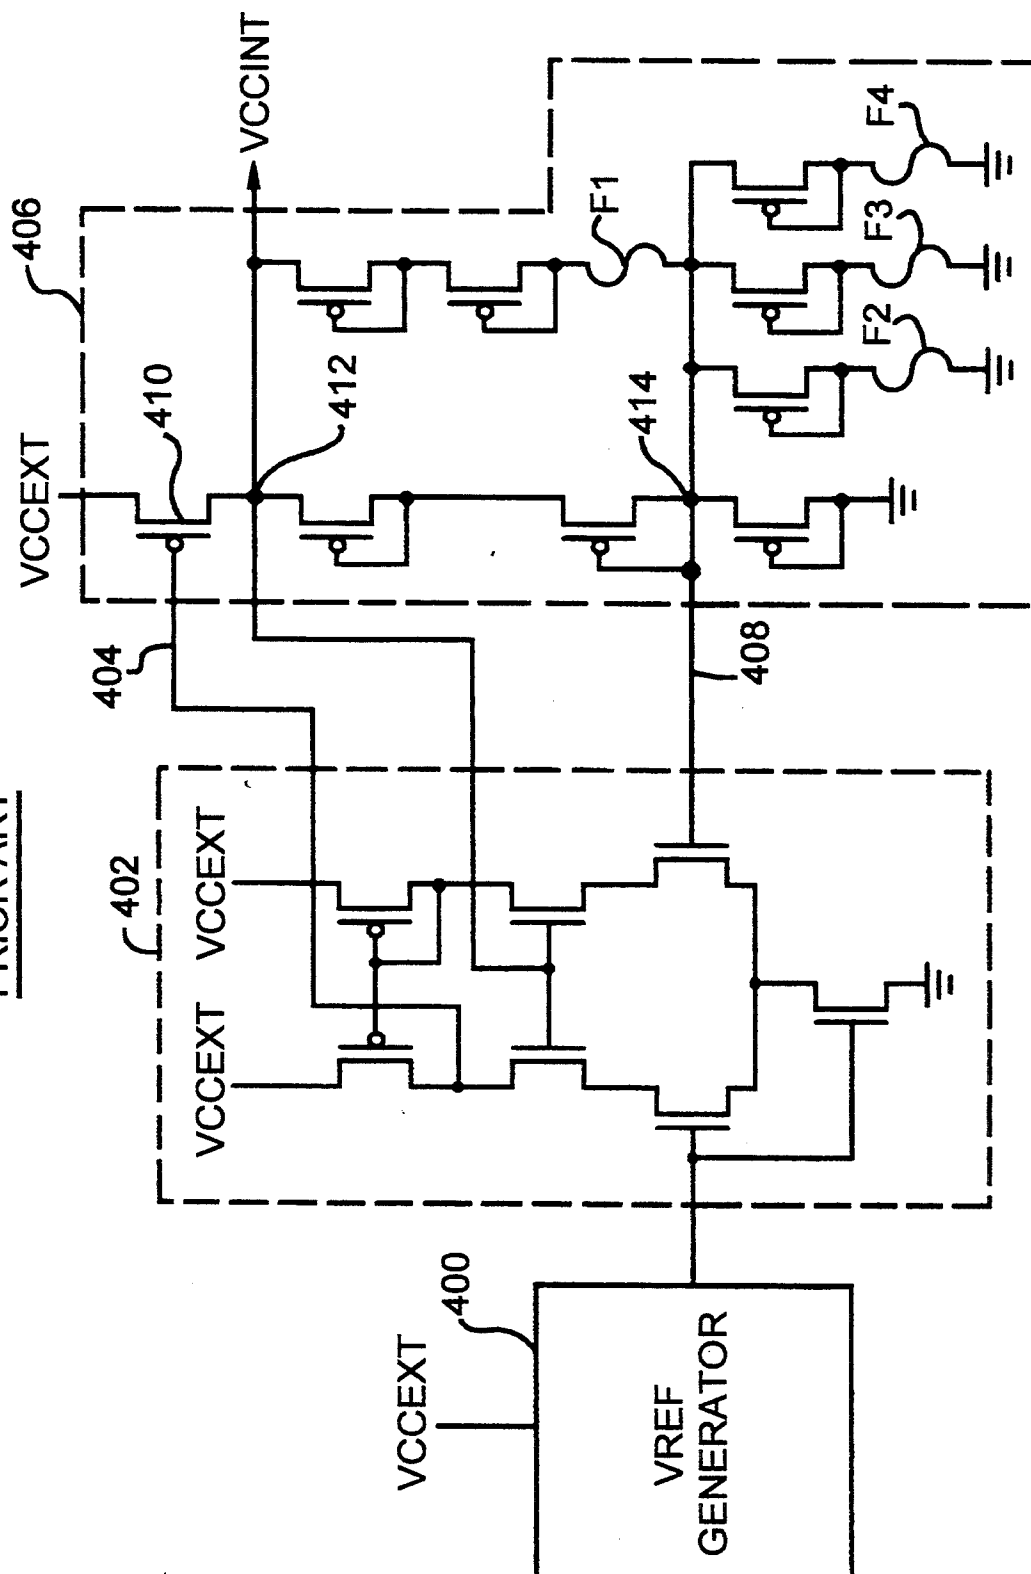 PRIOR ART
VCCEXT
400
VREF
GENERATOR
402
VCCEXT
VCCEXT
404
408
406
VCCEXT
410
412
414
VCCINT
F1
F2
F3
F4